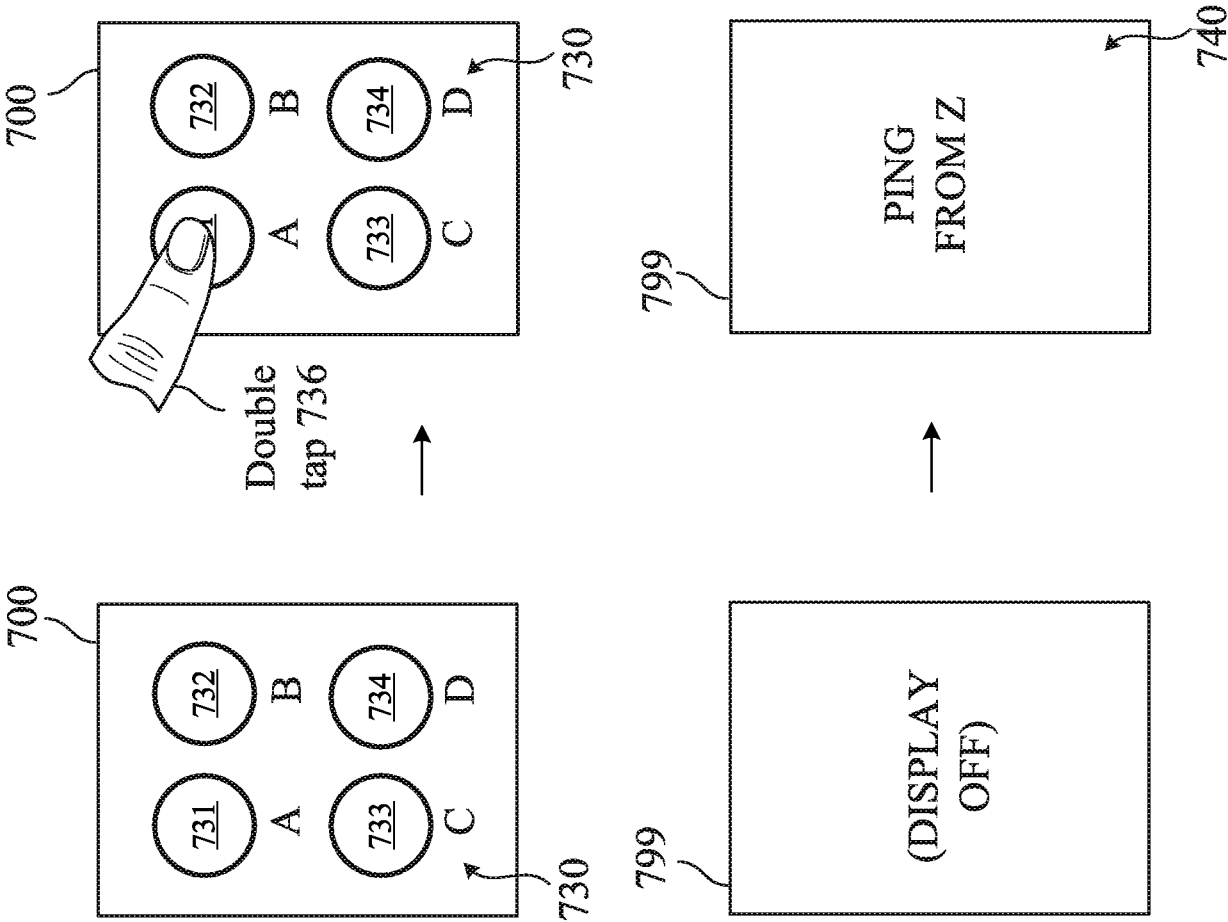 700
731
732
A
B
733
734
C
D
730
Double
tap 736
700
732
A
B
733
734
C
D
730
799
(DISPLAY
OFF)
799
PING
FROM Z
740